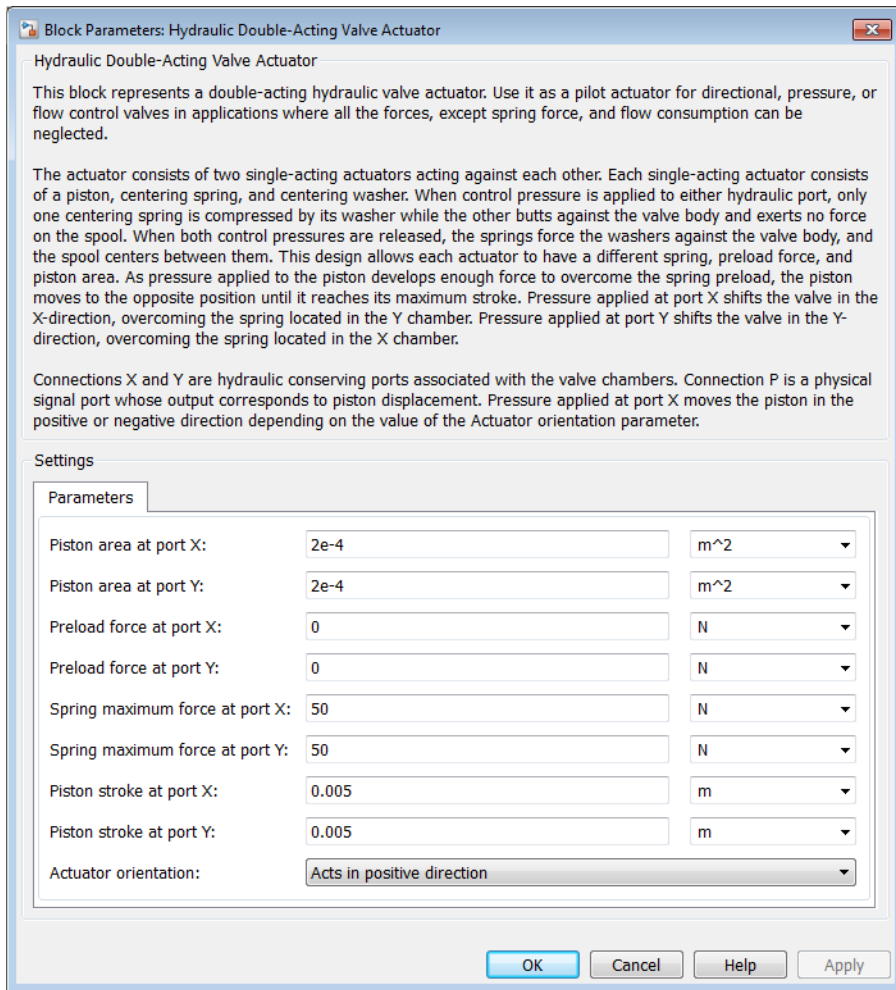 Block Parameters: Hydraulic Double-Acting Valve Actuator
Hydraulic Double-Acting Valve Actuator
This block represents a double-acting hydraulic valve actuator. Use it as a pilot actuator for directional, pressure, or
flow control valves in applications where all the forces, except spring force, and flow consumption can be
neglected.
The actuator consists of two single-acting actuators acting against each other. Each single-acting actuator consists
of a piston, centering spring, and centering washer. When control pressure is applied to either hydraulic port, only
one centering spring is compressed by its washer while the other butts against the valve body and exerts no force
on the spool. When both control pressures are released, the springs force the washers against the valve body, and
the spool centers between them. This design allows each actuator to have a different spring, preload force, and
piston area. As pressure applied to the piston develops enough force to overcome the spring preload, the piston
moves to the opposite position until it reaches its maximum stroke. Pressure applied at port X shifts the valve in the
X-direction, overcoming the spring located in the Y chamber. Pressure applied at port Y shifts the valve in the Y-
direction, overcoming the spring located in the X chamber.
Connections X and Y are hydraulic conserving ports associated with the valve chambers. Connection P is a physical
signal port whose output corresponds to piston displacement. Pressure applied at port X moves the piston in the
positive or negative direction depending on the value of the Actuator orientation parameter.
Settings
Parameters
Piston area at port X: 2e-4 m^2
Piston area at port Y: 2e-4 m^2
Preload force at port X: 0 N
Preload force at port Y: 0 N
Spring maximum force at port X: 50 N
Spring maximum force at port Y: 50 N
Piston stroke at port X: 0.005 m
Piston stroke at port Y: 0.005 m
Actuator orientation: Acts in positive direction
OK Cancel Help Apply